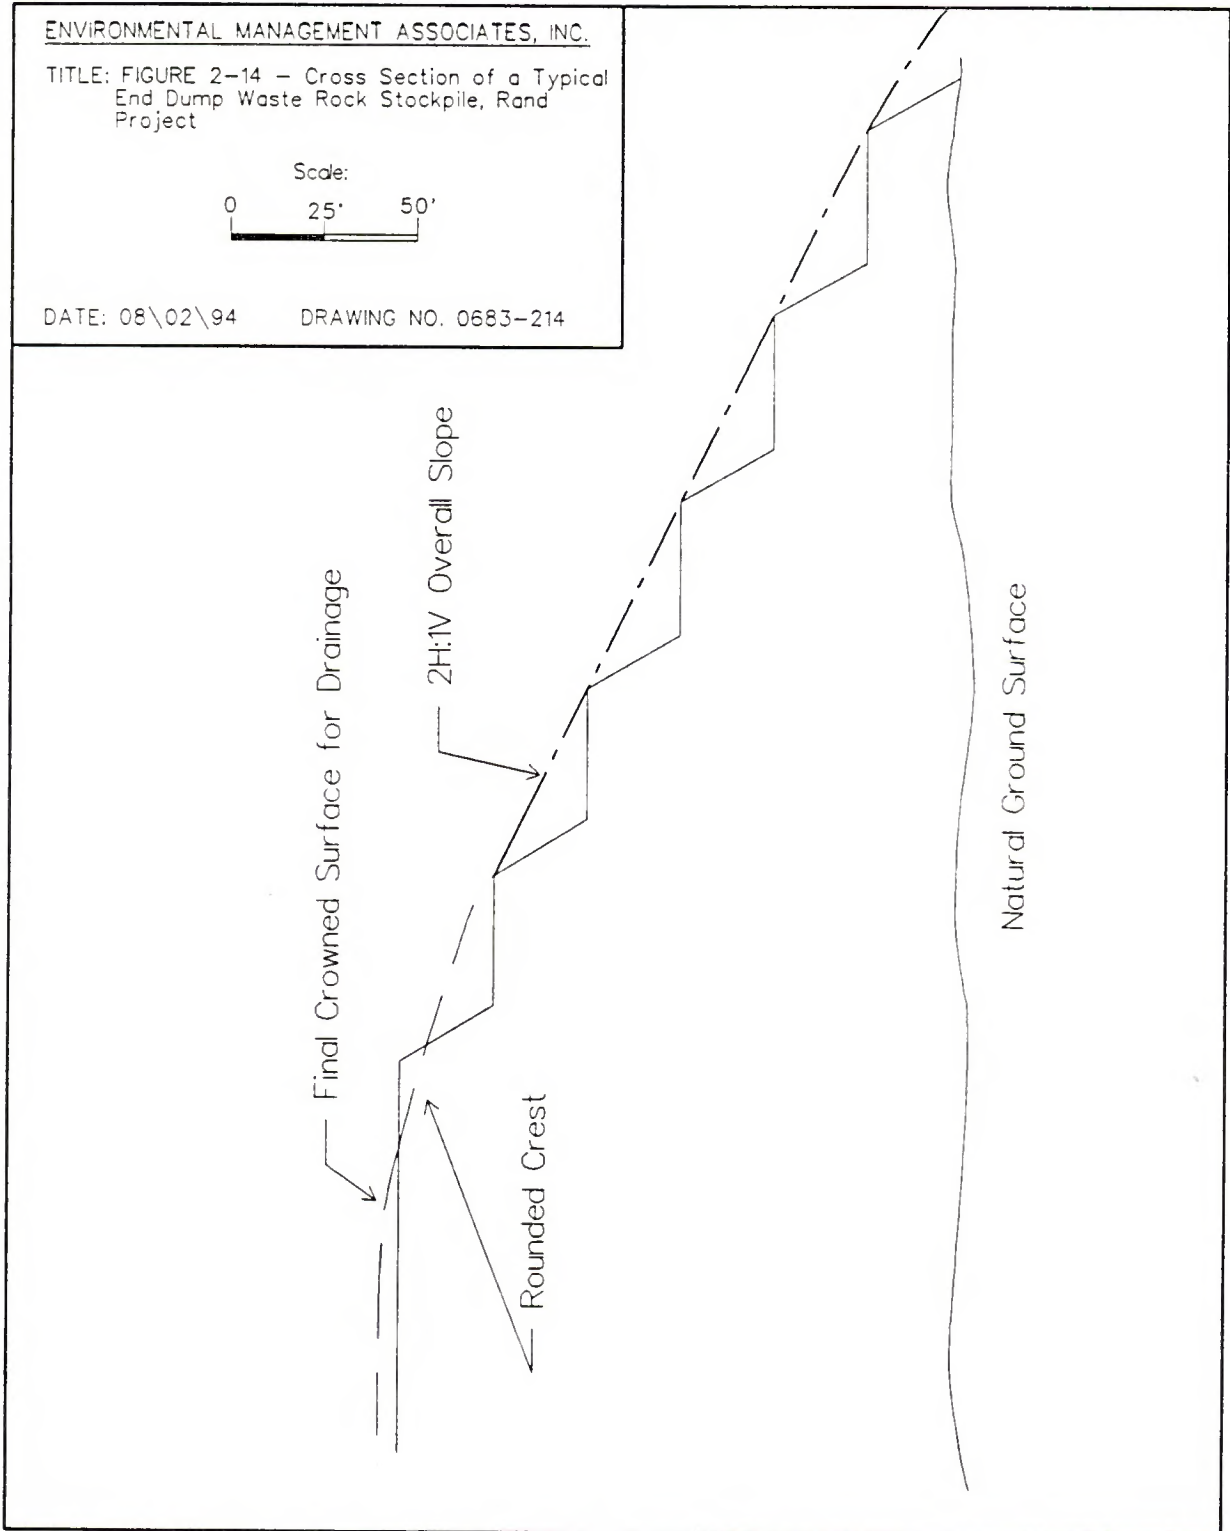 ENVIRONMENTAL MANAGEMENT ASSOCIATES, INC.
TITLE: FIGURE 2-14 - Cross Section of a Typical
End Dump Waste Rock Stockpile, Rand
Project
Scale:
0 25' 50'
DATE: 08\02\94 DRAWING NO. 0683-214
Final Crowned Surface for Drainage
2H:1V Overall Slope
Rounded Crest
Natural Ground Surface